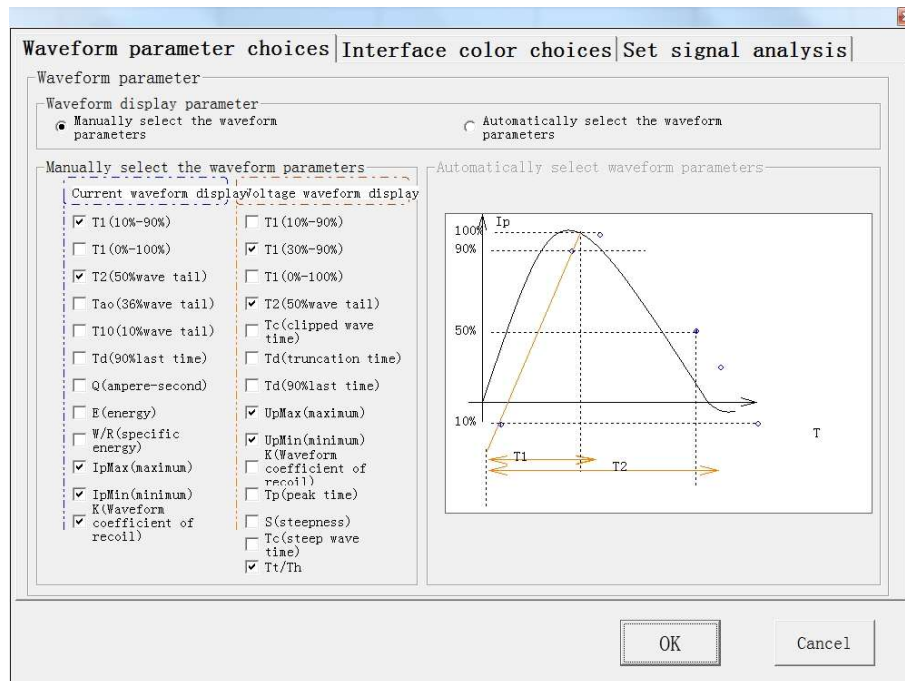 Waveform parameter choices
Interface color choices
Set signal analysis
Waveform parameter
Waveform display parameter
Manually select the waveform
parameters
Automatically select the waveform
parameters
Manually select the waveform parameters
Current waveform display
T1(10%-90%)
T1(0%-100%)
T2(50%wave tail)
Tao(36%wave tail)
T10(10%wave tail)
Td(90%last time)
Q(ampere-second)
E(energy)
W/R(specific
energy)
IpMax(maximum)
IpMin(minimum)
K(Waveform
coefficient of
recoil)
Voltage waveform display
T1(10%-90%)
T1(30%-90%)
T1(0%-100%)
T2(50%wave tail)
Tc(clipped wave
time)
Td(truncation time)
Td(90%last time)
UpMax(maximum)
UpMin(minimum)
K(Waveform
coefficient of
recoil)
Tp(peak time)
S(steepness)
Tc(steep wave
time)
Tt/Th
Automatically select waveform parameters
Ip
100%
90%
50%
10%
T
T1
T2
OK
Cancel